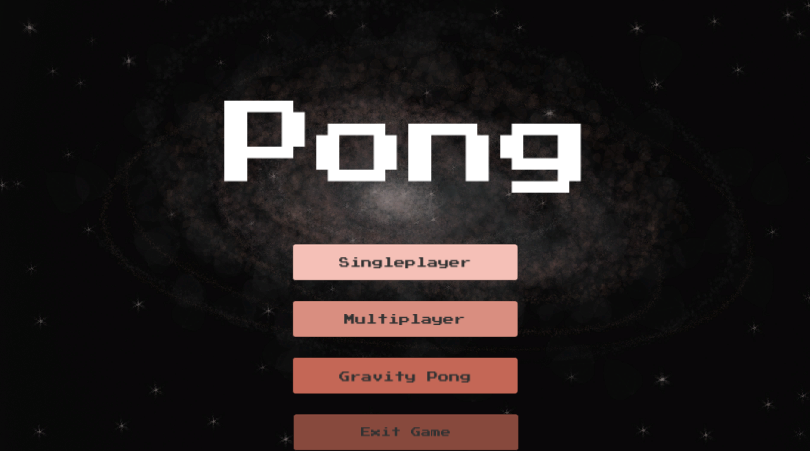 Pong
Singleplayer
Multiplayer
Gravity Pong
Exit Game